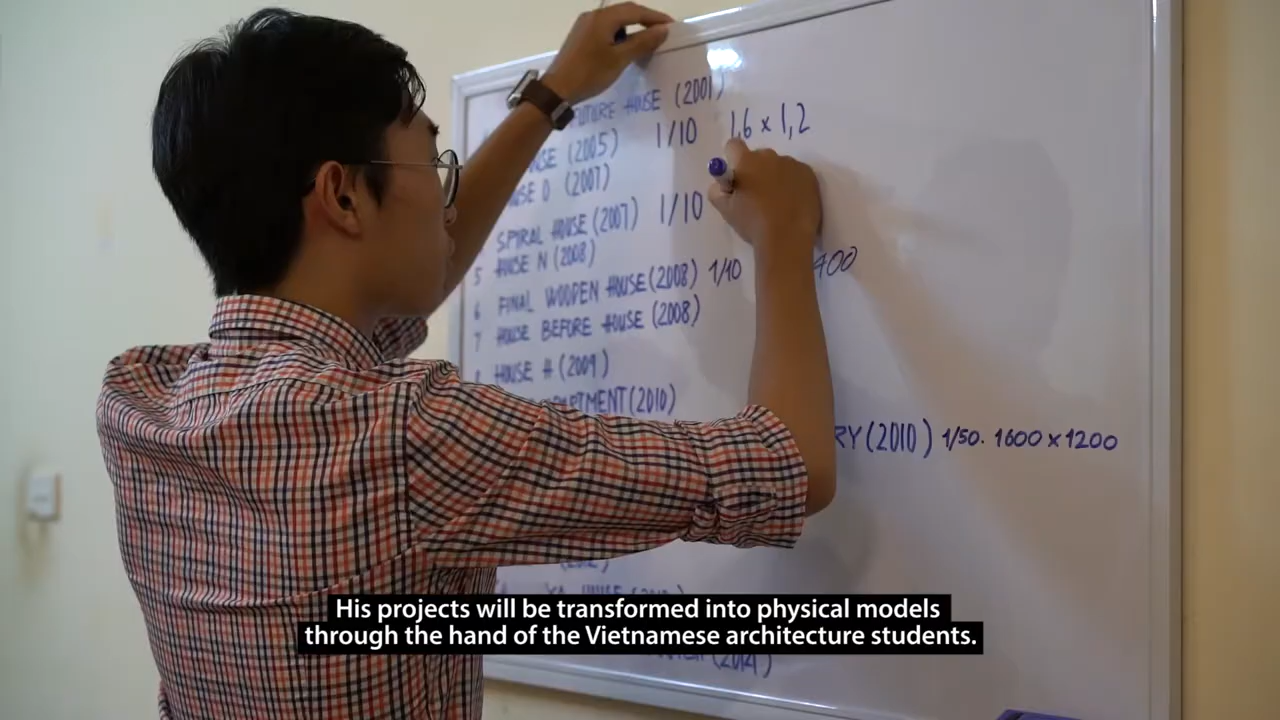 FUTURE HOUSE (2001)
(2005) 1/10 1,6 x 1,2
O (2007)
SPIRAL HOUSE (2007) 1/10
5 HOUSE N (2008)
6 FINAL WOODEN HOUSE (2008) 1/10 400
7 HOUSE BEFORE HOUSE (2008)
HOUSE H (2009)
(2010)
(2010) 1/50. 1600 x 1200
His projects will be transformed into physical models
through the hand of the Vietnamese architecture students.